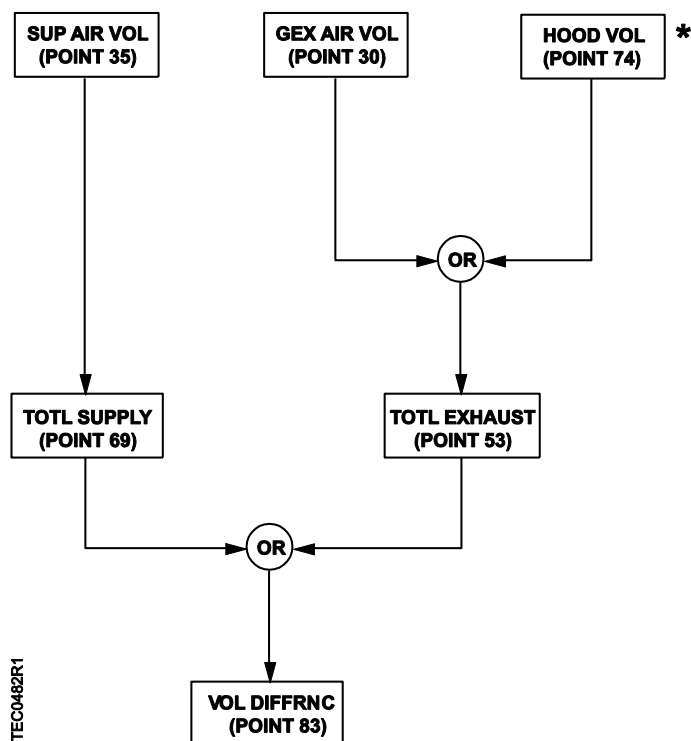 SUP AIR VOL
(POINT 35)
GEX AIR VOL
(POINT 30)
HOOD VOL
(POINT 74)
*
OR
TOTL SUPPLY
(POINT 69)
TOTL EXHAUST
(POINT 53)
OR
VOL DIFFRNC
(POINT 83)
TEC0482R1